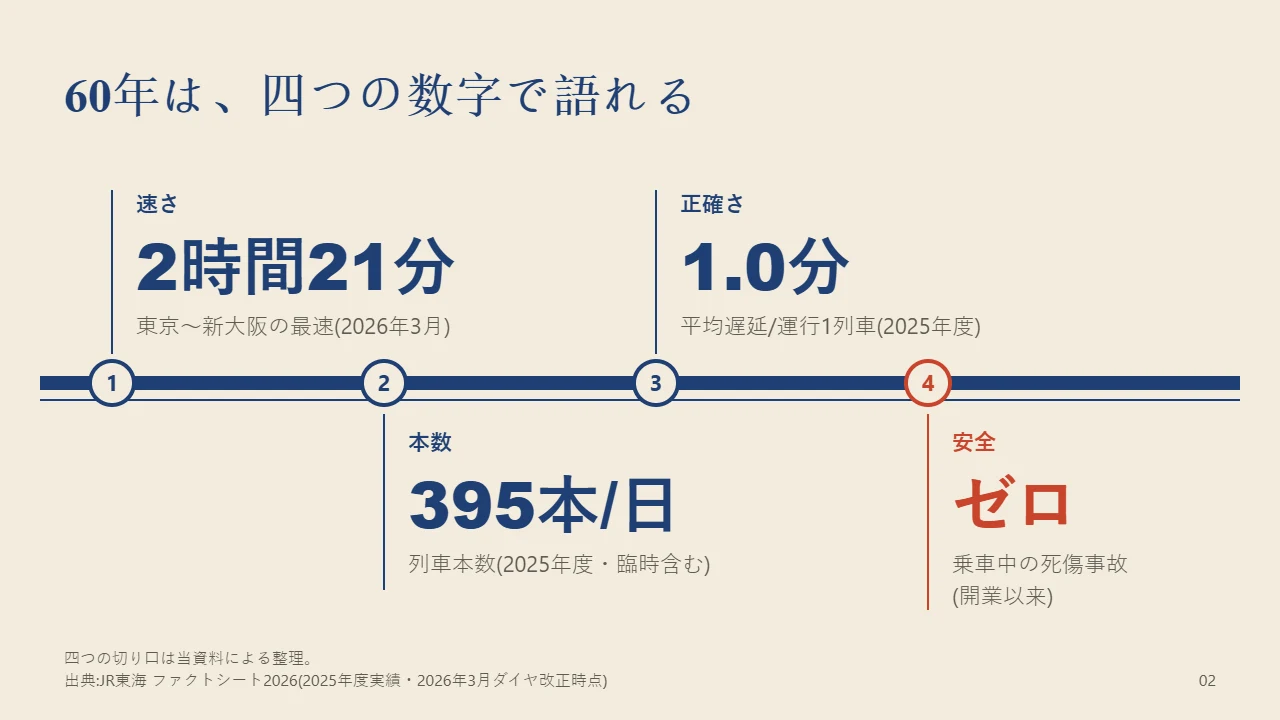 60年は、四つの数字で語れる
速さ
2時間21分
東京〜新大阪の最速(2026年3月)
正確さ
1.0分
平均遅延/運行1列車(2025年度)
1
2
3
4
本数
395本/日
列車本数(2025年度・臨時含む)
安全
ゼロ
乗車中の死傷事故
(開業以来)
四つの切り口は当資料による整理。
出典:JR東海 ファクトシート2026(2025年度実績・2026年3月ダイヤ改正時点)
02